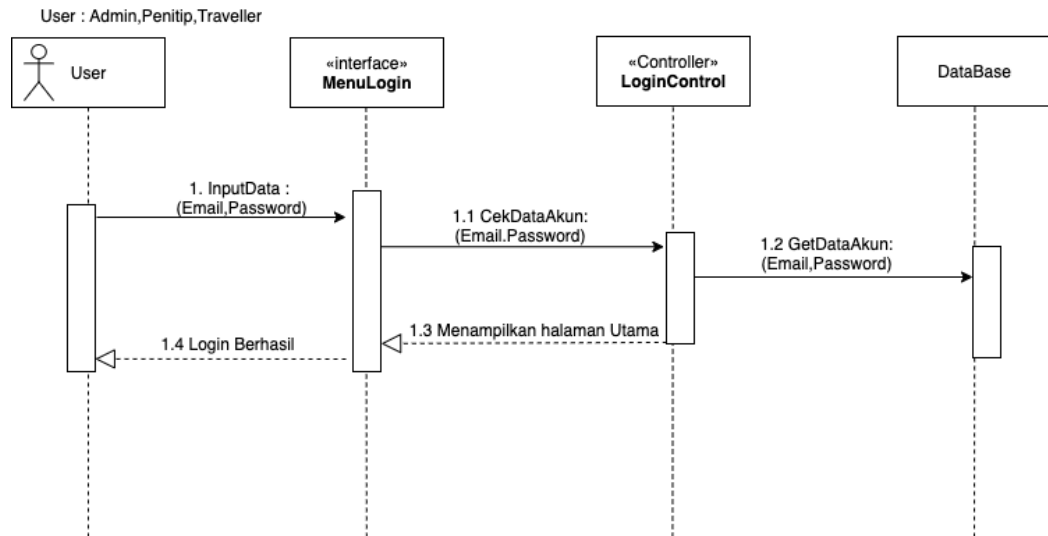 User : Admin,Penitip,Traveller
User
«interface»
MenuLogin
«Controller»
LoginControl
DataBase
1. InputData :
(Email,Password)
1.1 CekDataAkun:
(Email.Password)
1.2 GetDataAkun:
(Email,Password)
1.3 Menampilkan halaman Utama
1.4 Login Berhasil